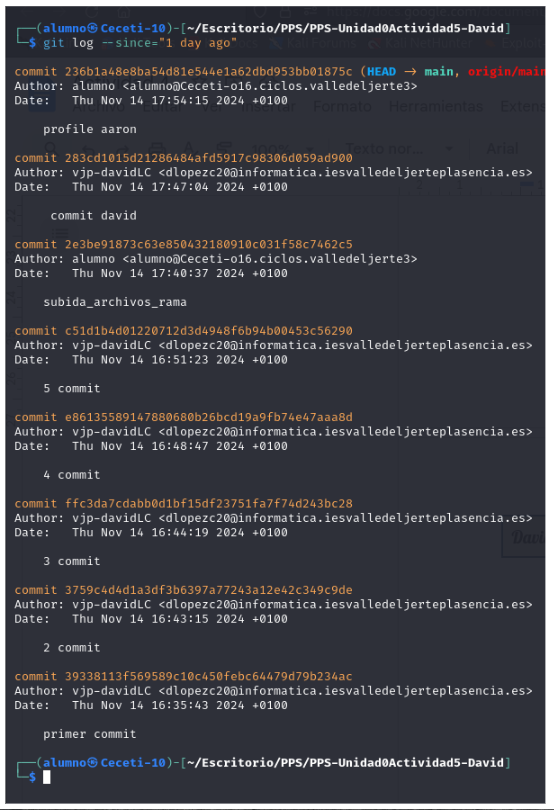 (alumno㉿Ceceti-10)-[~/Escritorio/PPS/PPS-Unidad0Actividad5-David]
$ git log --since="1 day ago"
commit 236b1a48e8ba54d81e544e1a62dbd953bb01875c (HEAD → main, origin/main
Author: alumno <alumno@Ceceti-o16.ciclos.valledeljerte3>
Date:   Thu Nov 14 17:54:15 2024 +0100
profile aaron
commit 283cd1015d21286484afd5917c98306d059ad900
Author: vjp-davidLC <dlopezc20@informatica.iesvalledeljerteplasencia.es>
Date:   Thu Nov 14 17:47:04 2024 +0100
commit david
commit 2e3be91873c63e850432180910c031f58c7462c5
Author: alumno <alumno@Ceceti-o16.ciclos.valledeljerte3>
Date:   Thu Nov 14 17:40:37 2024 +0100
subida_archivos_rama
commit c51d1b4d01220712d3d4948f6b94b00453c56290
Author: vjp-davidLC <dlopezc20@informatica.iesvalledeljerteplasencia.es>
Date:   Thu Nov 14 16:51:23 2024 +0100
5 commit
commit e86135589147880680b26bcd19a9fb74e47aaa8d
Author: vjp-davidLC <dlopezc20@informatica.iesvalledeljerteplasencia.es>
Date:   Thu Nov 14 16:48:47 2024 +0100
4 commit
commit ffc3da7cdabb0d1bf15df23751fa7f74d243bc28
Author: vjp-davidLC <dlopezc20@informatica.iesvalledeljerteplasencia.es>
Date:   Thu Nov 14 16:44:19 2024 +0100
3 commit
commit 3759c4d4d1a3df3b6397a77243a12e42c349c9de
Author: vjp-davidLC <dlopezc20@informatica.iesvalledeljerteplasencia.es>
Date:   Thu Nov 14 16:43:15 2024 +0100
2 commit
commit 39338113f569589c10c450febc64479d79b234ac
Author: vjp-davidLC <dlopezc20@informatica.iesvalledeljerteplasencia.es>
Date:   Thu Nov 14 16:35:43 2024 +0100
primer commit
(alumno㉿Ceceti-10)-[~/Escritorio/PPS/PPS-Unidad0Actividad5-David]
$